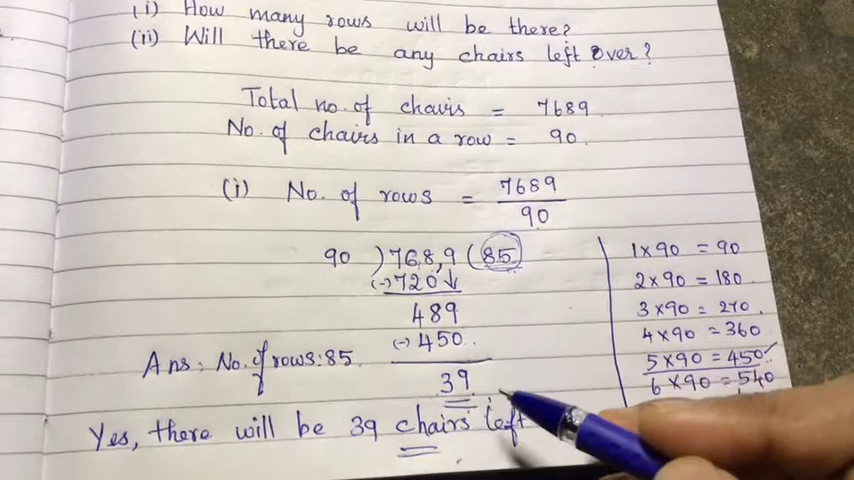 (i) How many rows will be there?
(ii) Will there be any chairs left over?
Total no. of chairs = 7689
No. of chairs in a row = 90
(i) No. of rows = 7689
90
90 ) 768,9 ( 85
(-) 720 ↓
489
(-) 450
39
Ans: No. of rows: 85
Yes, there will be 39 chairs left
1 x 90 = 90
2 x 90 = 180
3 x 90 = 270
4 x 90 = 360
5 x 90 = 450 ✓
6 x 90 = 540